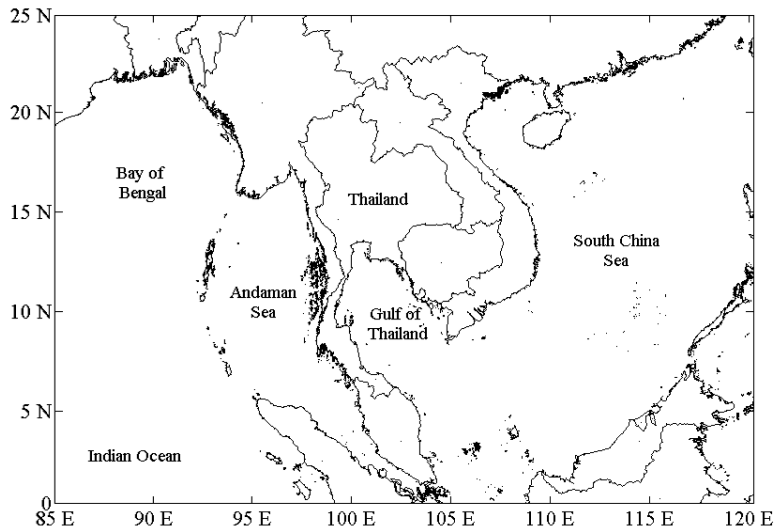 25 N
20 N
Bay of
Bengal
Thailand
15 N
South China
Sea
Andaman
Sea
10 N
Gulf of
Thailand
5 N
Indian Ocean
0
85 E 90 E 95 E 100 E 105 E 110 E 115 E 120 E